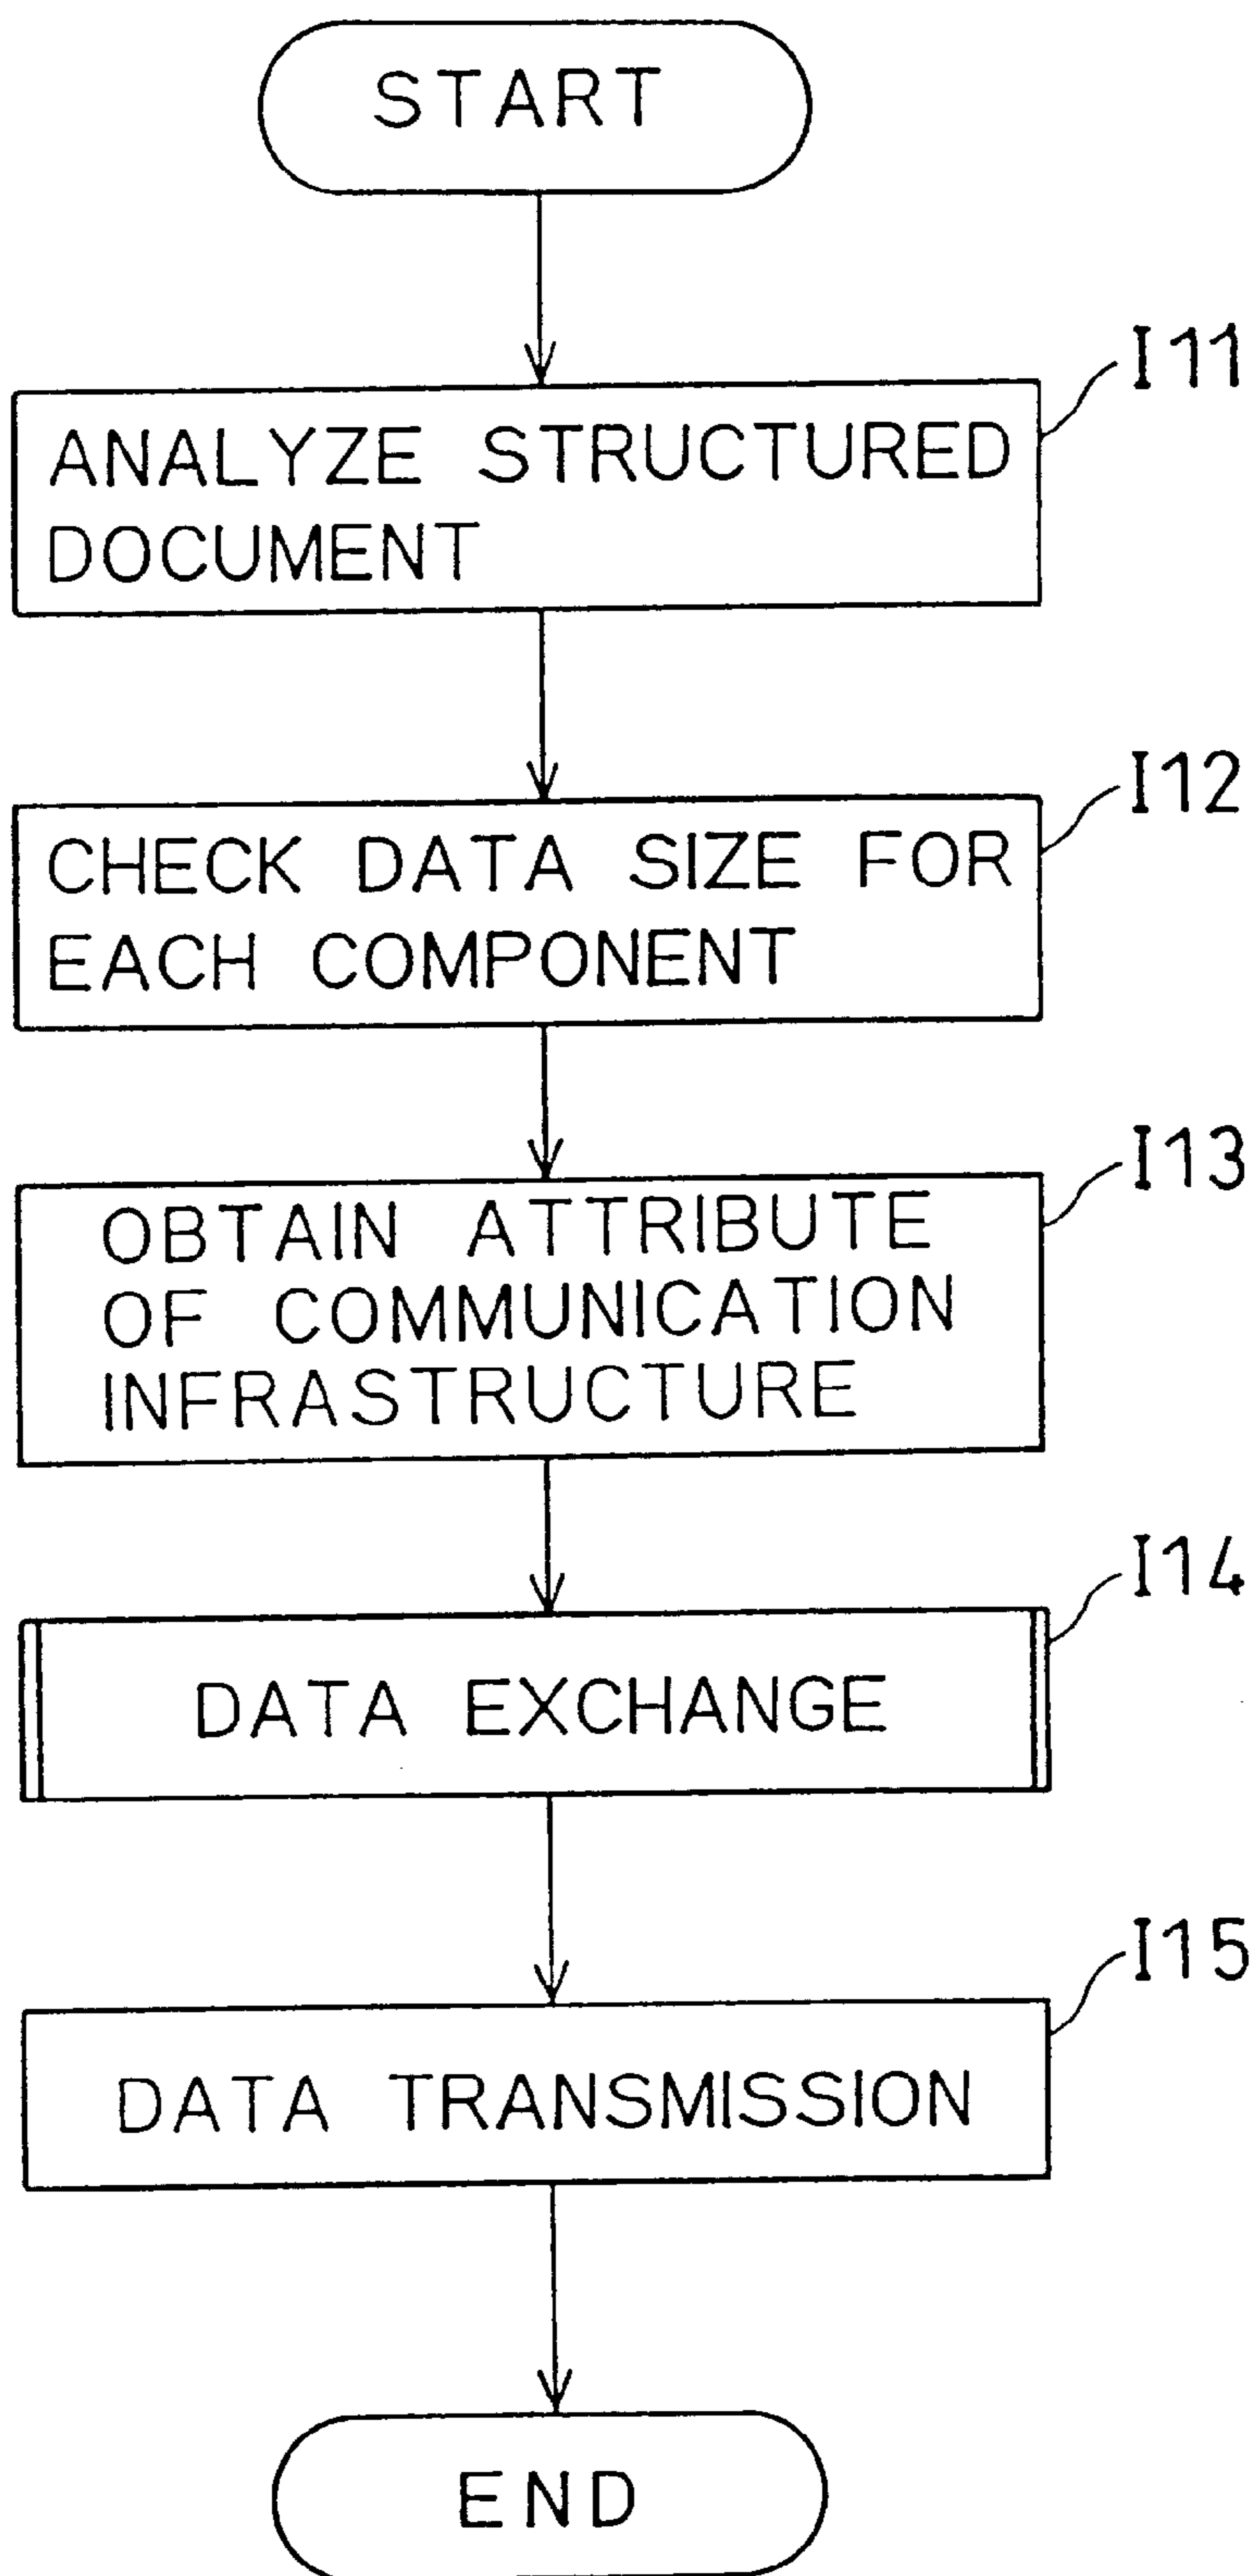 START
I11
ANALYZE STRUCTURED
DOCUMENT
I12
CHECK DATA SIZE FOR
EACH COMPONENT
I13
OBTAIN ATTRIBUTE
OF COMMUNICATION
INFRASTRUCTURE
I14
DATA EXCHANGE
I15
DATA TRANSMISSION
END